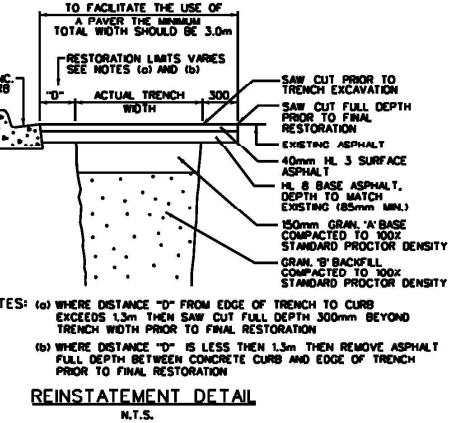 TO FACILITATE THE USE OF
A PAVER THE MINIMUM
TOTAL WIDTH SHOULD BE 3.0m
RESTORATION LIMITS VARIES
SEE NOTES (a) AND (b)
"D"
ACTUAL TRENCH
WIDTH
300
NC.
RB
SAW CUT PRIOR TO
TRENCH EXCAVATION
SAW CUT FULL DEPTH
PRIOR TO FINAL
RESTORATION
EXISTING ASPHALT
40mm HL 3 SURFACE
ASPHALT
HL 8 BASE ASPHALT,
DEPTH TO MATCH
EXISTING (85mm MIN.)
150mm GRAN. 'A' BASE
COMPACTED TO 100%
STANDARD PROCTOR DENSITY
GRAN. 'B' BACKFILL
COMPACTED TO 100%
STANDARD PROCTOR DENSITY
TES: (a) WHERE DISTANCE "D" FROM EDGE OF TRENCH TO CURB
EXCEEDS 1.3m THEN SAW CUT FULL DEPTH 300mm BEYOND
TRENCH WIDTH PRIOR TO FINAL RESTORATION
(b) WHERE DISTANCE "D" IS LESS THEN 1.3m THEN REMOVE ASPHALT
FULL DEPTH BETWEEN CONCRETE CURB AND EDGE OF TRENCH
PRIOR TO FINAL RESTORATION
REINSTATEMENT DETAIL
N.T.S.